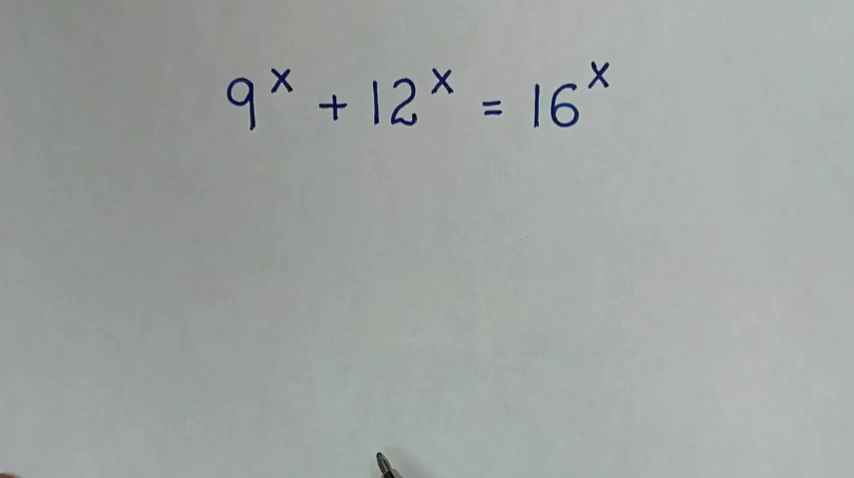 9^x + 12^x = 16^x